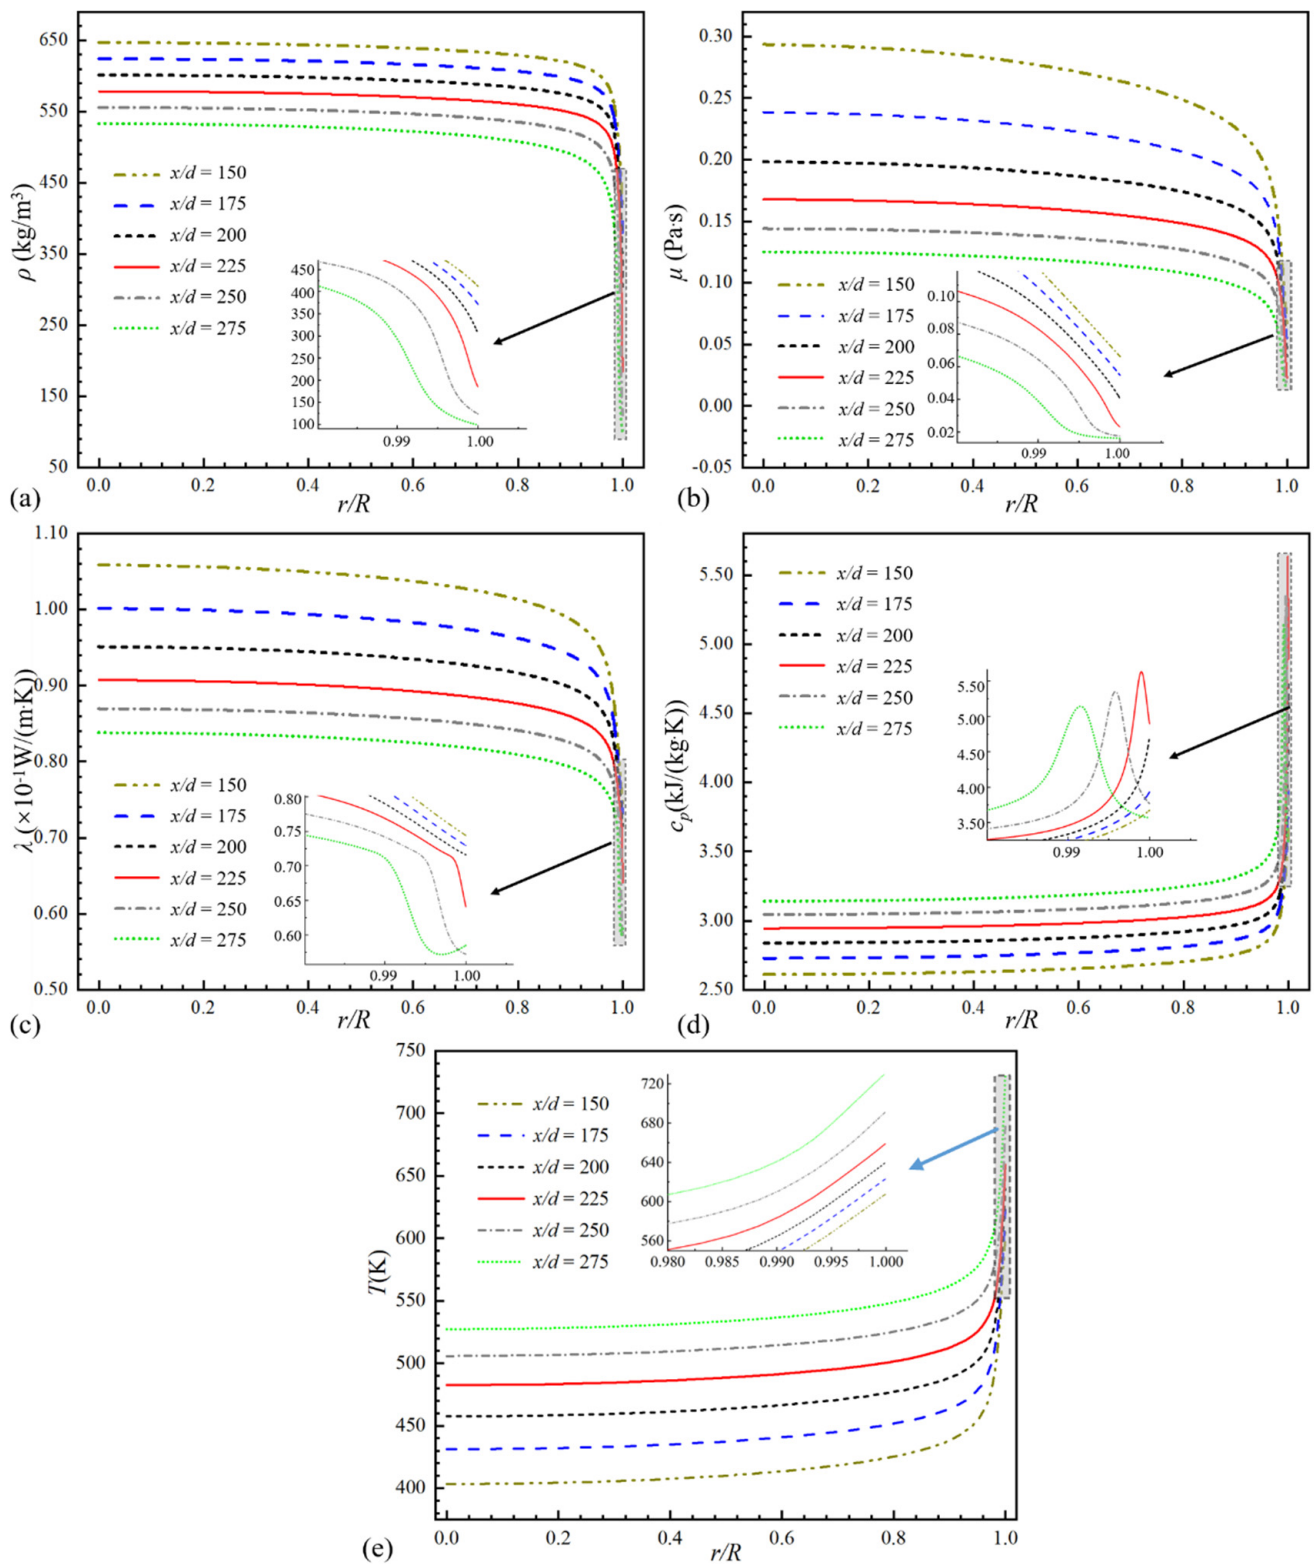 650
550
450
350
250
150
50
ρ (kg/m³)
x/d = 150
x/d = 175
x/d = 200
x/d = 225
x/d = 250
x/d = 275
450
400
350
300
250
200
150
100
0.99 1.00
0.0 0.2 0.4 0.6 0.8 1.0
(a)
r/R
0.30
0.25
0.20
0.15
0.10
0.05
0.00
-0.05
μ (Pa·s)
x/d = 150
x/d = 175
x/d = 200
x/d = 225
x/d = 250
x/d = 275
0.10
0.08
0.06
0.04
0.02
0.99 1.00
0.0 0.2 0.4 0.6 0.8 1.0
(b)
r/R
1.10
1.00
0.90
0.80
0.70
0.60
0.50
λ(×10⁻¹W/(m·K))
x/d = 150
x/d = 175
x/d = 200
x/d = 225
x/d = 250
x/d = 275
0.80
0.75
0.70
0.65
0.60
0.99 1.00
0.0 0.2 0.4 0.6 0.8 1.0
(c)
r/R
5.50
5.00
4.50
4.00
3.50
3.00
2.50
cₚ(kJ/(kg·K))
x/d = 150
x/d = 175
x/d = 200
x/d = 225
x/d = 250
x/d = 275
5.50
5.00
4.50
4.00
3.50
0.99 1.00
0.0 0.2 0.4 0.6 0.8 1.0
(d)
r/R
750
700
650
600
550
500
450
400
T(K)
x/d = 150
x/d = 175
x/d = 200
x/d = 225
x/d = 250
x/d = 275
720
680
640
600
560
0.980 0.985 0.990 0.995 1.000
0.0 0.2 0.4 0.6 0.8 1.0
(e)
r/R